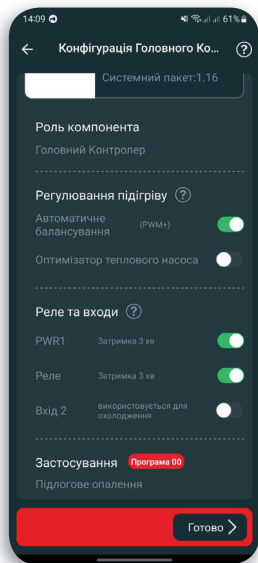 14:09 61%
Конфігурація Головного Ко...
Системний пакет:1.16
Роль компонента
Головний Контролер
Регулювання підігріву ?
Автоматичне
балансування (PWM+)
Оптимізатор теплового насоса
Реле та входи ?
PWR1 Затримка 3 хв
Реле Затримка 3 хв
Вхід 2 використовується для
охолодження
Застосування Програма 00
Підлогове опалення
Готово